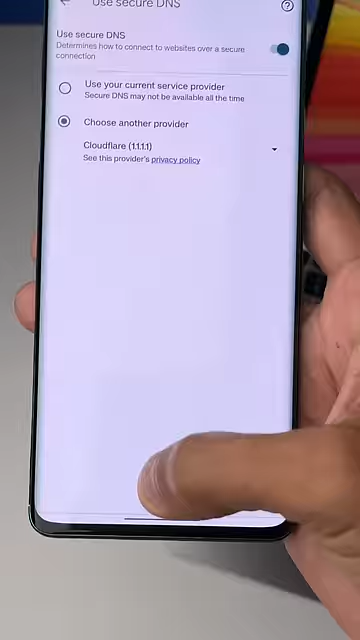 Use secure DNS
Use secure DNS
Determines how to connect to websites over a secure
connection
Use your current service provider
Secure DNS may not be available all the time
Choose another provider
Cloudflare (1.1.1.1)
See this provider's privacy policy